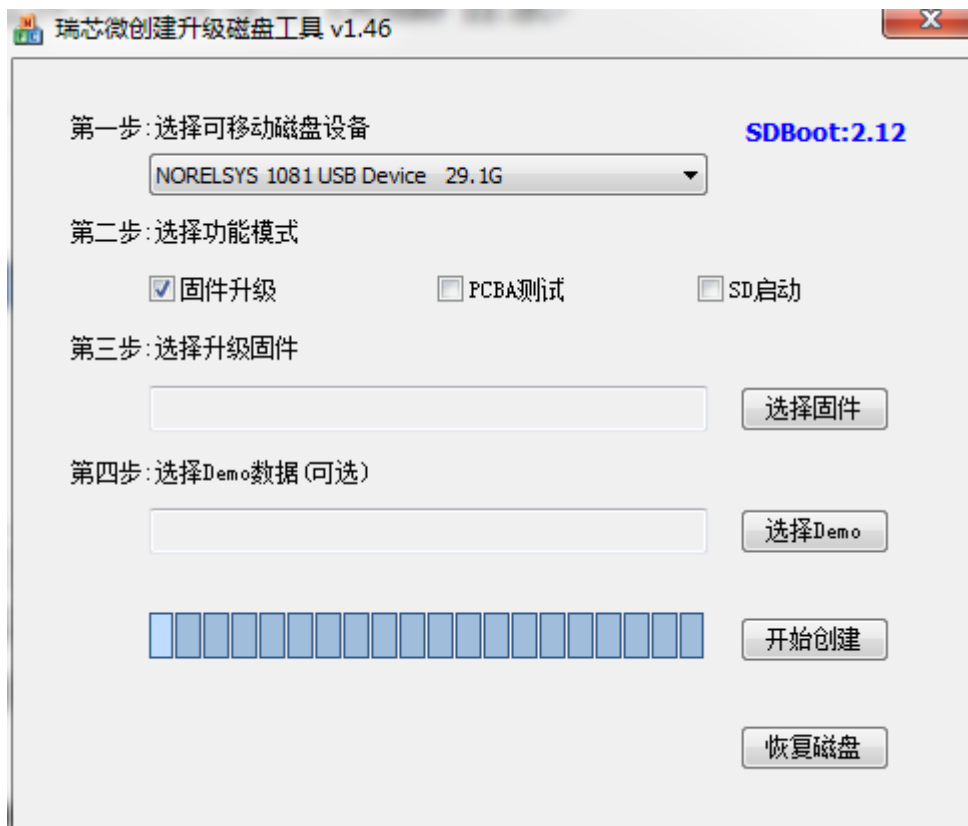 瑞芯微创建升级磁盘工具 v1.46
第一步:选择可移动磁盘设备
SDBoot:2.12
NORELSYS 1081 USB Device 29.1G
第二步:选择功能模式
固件升级 PCBA测试 SD启动
第三步:选择升级固件
选择固件
第四步:选择Demo数据(可选)
选择Demo
开始创建
恢复磁盘